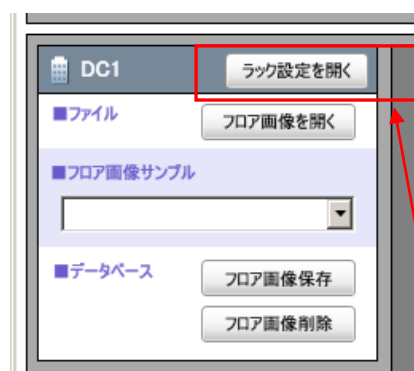 DC1 ラック設定を開く
■ファイル フロア画像を開く
■フロア画像サンプル
■データベース フロア画像保存
フロア画像削除